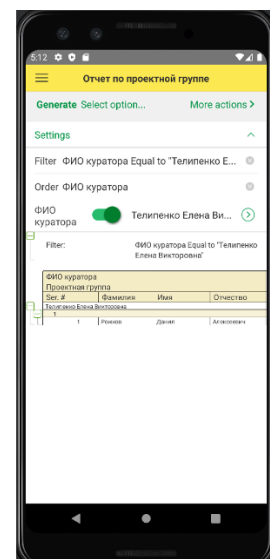 5:12
Отчет по проектной группе
Generate Select option... More actions >
Settings
Filter ФИО куратора Equal to "Телипенко Е...
Order ФИО куратора
ФИО куратора Телипенко Елена Ви...
Filter: ФИО куратора Equal to "Телипенко
Елена Викторовна"
ФИО куратора
Проектная группа
Ser. # Фамилия Имя Отчество
Телипенко Елена Викторовна
1
1 Данил Алексеевич